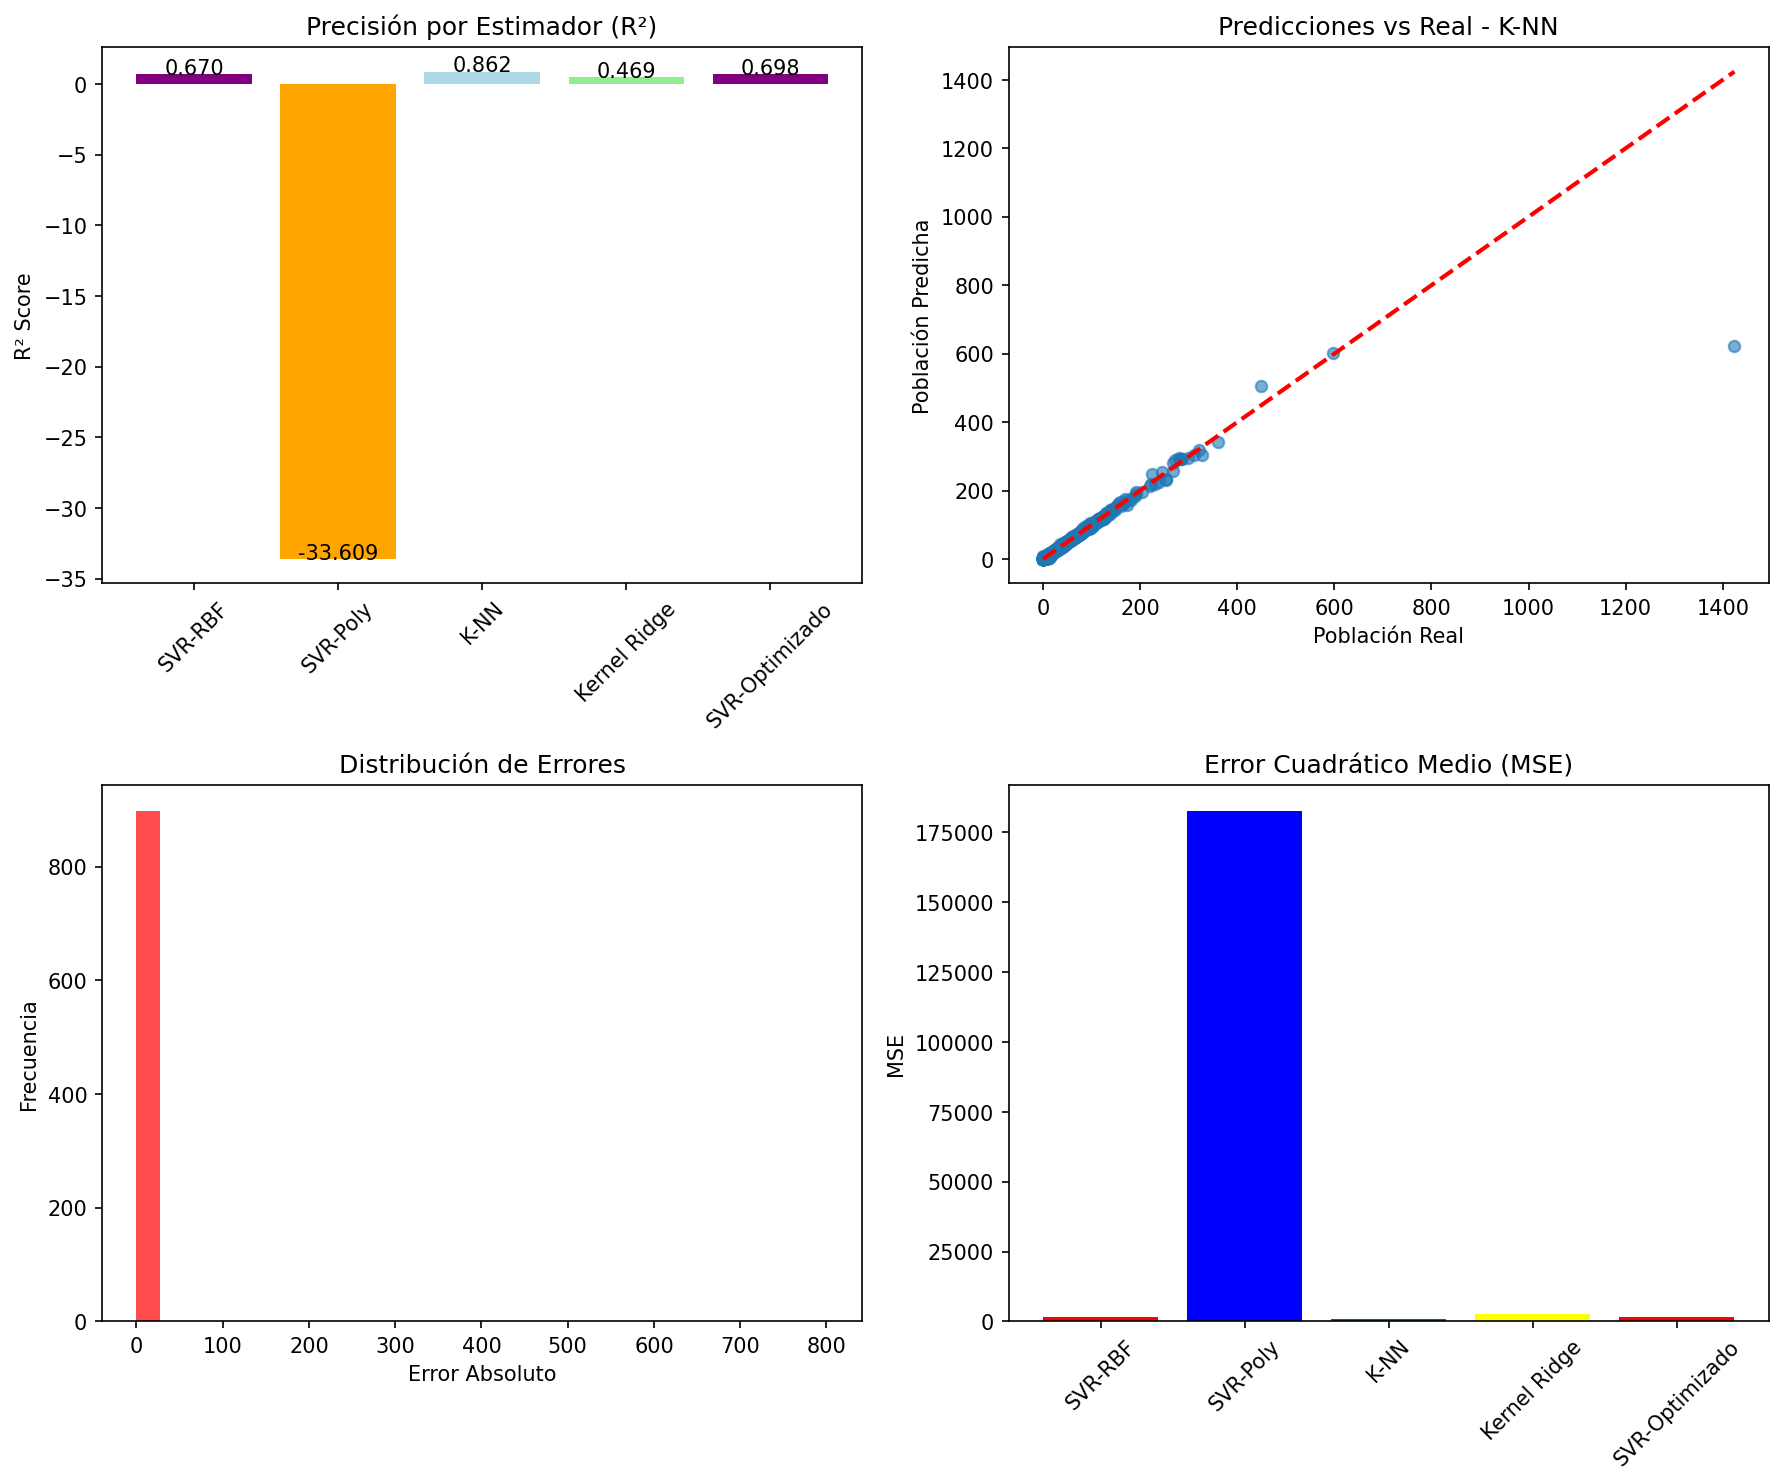 Precisión por Estimador (R²)
0.670
-33.609
0.862
0.469
0.698
R² Score
0
−5
−10
−15
−20
−25
−30
−35
SVR-RBF
SVR-Poly
K-NN
Kernel Ridge
SVR-Optimizado
Predicciones vs Real - K-NN
Población Predicha
1400
1200
1000
800
600
400
200
0
0
200
400
600
800
1000
1200
1400
Población Real
Distribución de Errores
Frecuencia
800
600
400
200
0
0
100
200
300
400
500
600
700
800
Error Absoluto
Error Cuadrático Medio (MSE)
MSE
175000
150000
125000
100000
75000
50000
25000
0
SVR-RBF
SVR-Poly
K-NN
Kernel Ridge
SVR-Optimizado